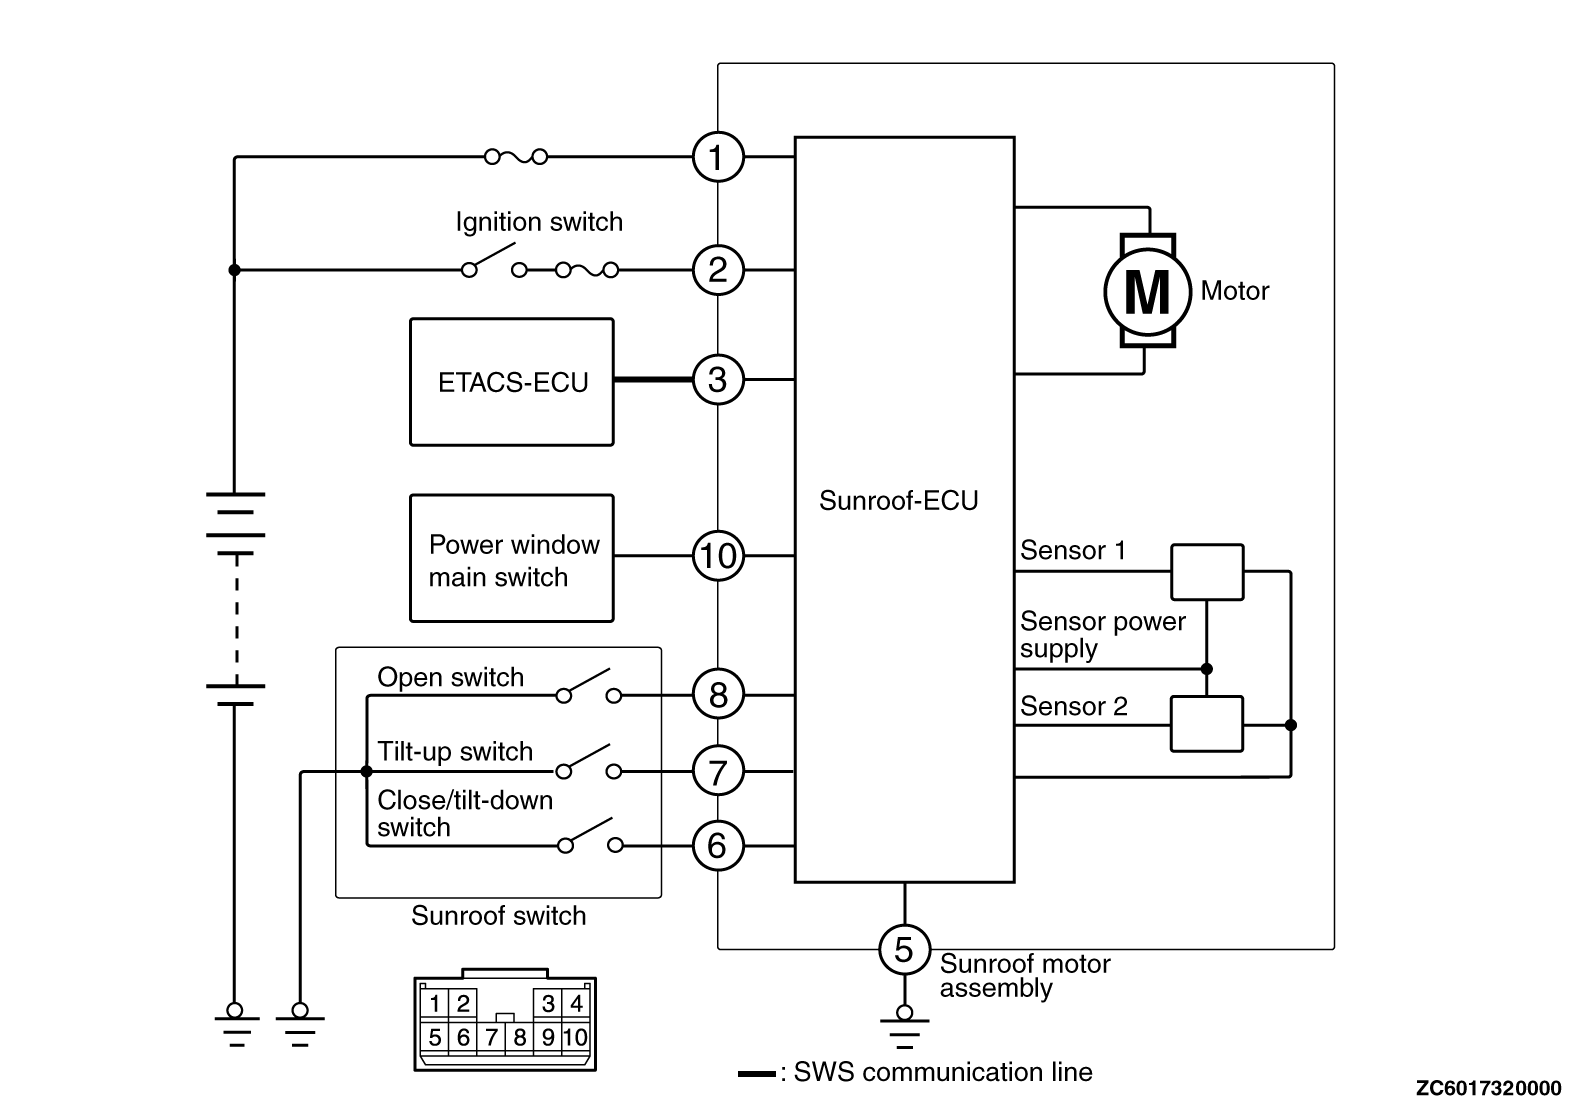 1
Ignition switch
2
ETACS-ECU
3
M
Motor
Sunroof-ECU
Power window
main switch
10
Sensor 1
Sensor power
supply
Sensor 2
Open switch
8
Tilt-up switch
7
Close/tilt-down
switch
6
Sunroof switch
5
Sunroof motor
assembly
1 2 3 4
5 6 7 8 9 10
: SWS communication line
ZC6017320000